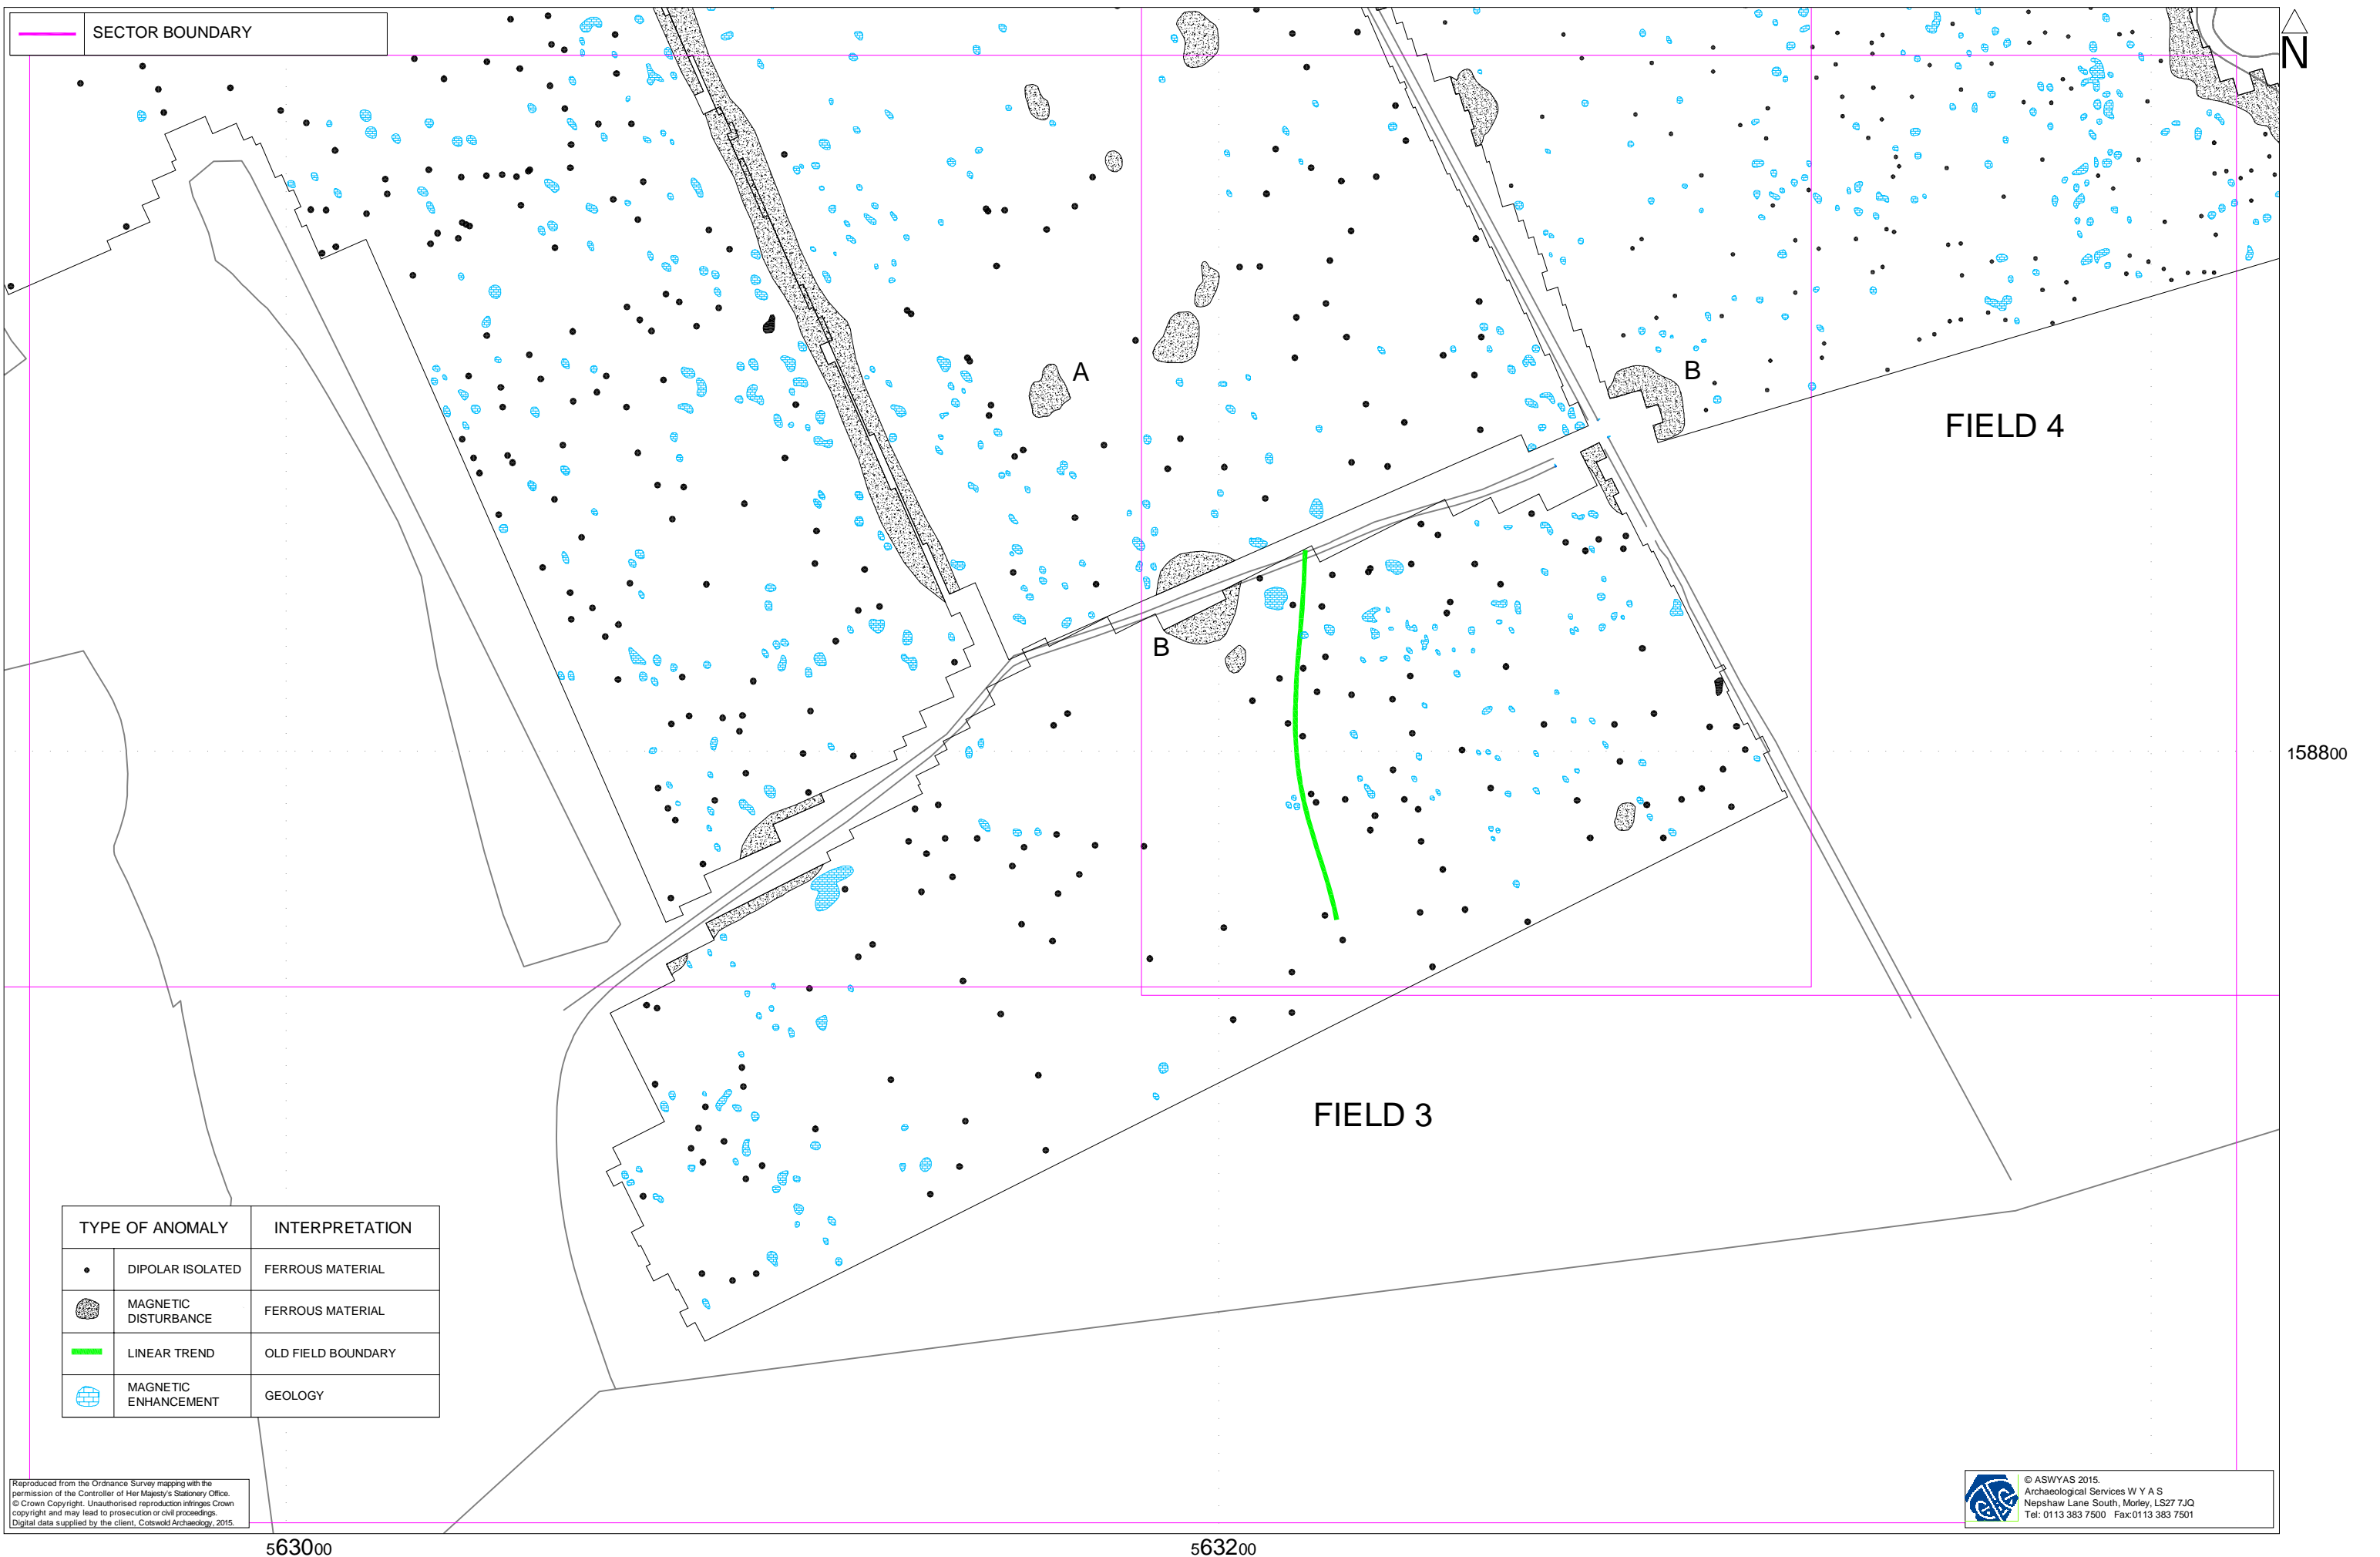 SECTOR BOUNDARY
N
A
B
FIELD 4
B
158800
FIELD 3
TYPE OF ANOMALY INTERPRETATION
DIPOLAR ISOLATED FERROUS MATERIAL
MAGNETIC
DISTURBANCE
FERROUS MATERIAL
LINEAR TREND OLD FIELD BOUNDARY
MAGNETIC
ENHANCEMENT
GEOLOGY
Reproduced from the Ordnance Survey mapping with the
permission of the Controller of Her Majesty's Stationery Office.
© Crown Copyright. Unauthorised reproduction infringes Crown
copyright and may lead to prosecution or civil proceedings.
Digital data supplied by the client, Cotswold Archaeology, 2015.
© ASWYAS 2015.
Archaeological Services W Y A S
Nepshaw Lane South, Morley, LS27 7JQ
Tel: 0113 383 7500 Fax:0113 383 7501
563000
563200